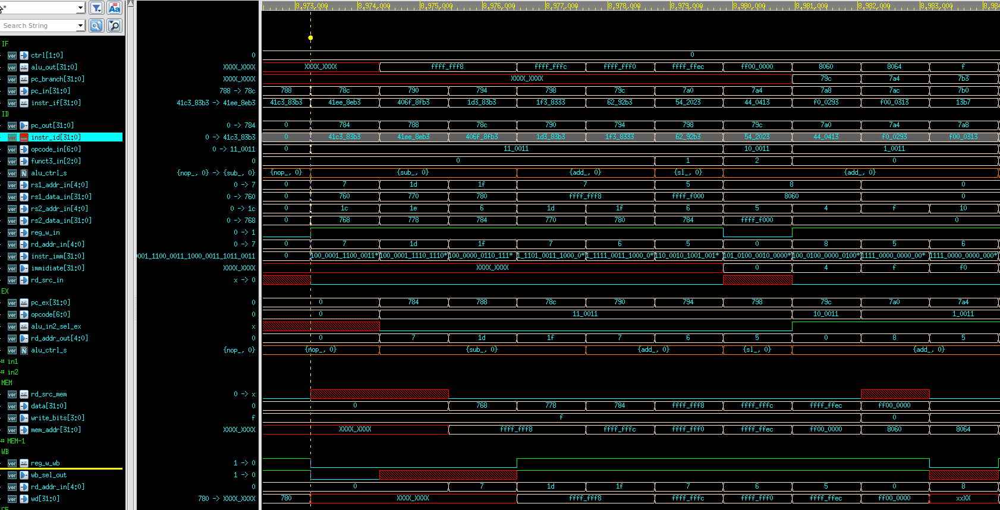 8,973,000 8,974,000 8,975,000 8,976,000 8,977,000 8,978,000 8,979,000 8,980,000 8,981,000 8,982,000 8,983,000 8,984
*
Aa
Search String
IF
ver ctrl[1:0] 0 0
ver alu_out[31:0] XXXX_XXXX XXXX_XXXX ffff_fff8 ffff_fffc ffff_fff0 ffff_ffec ff00_0000 8060 8064 f
ver pc_branch[31:0] XXXX_XXXX XXXX_XXXX 79c 7a4 7b3
ver pc_in[31:0] 788 -> 78c 788 78c 790 794 798 79c 7a0 7a4 7a8 7ac 7b0
ver instr_if[31:0] 41c3_83b3 -> 41ee_8eb3 41c3_83b3 41ee_8eb3 406f_8fb3 1d3_83b3 1f3_8333 62_92b3 54_2023 44_0413 f0_0293 f00_0313 13b7
ID
ver pc_out[31:0] 0 -> 784 0 784 788 78c 790 794 798 79c 7a0 7a4 7a8
ver instr_id[31:0] 0 -> 41c3_83b3 0 41c3_83b3 41ee_8eb3 406f_8fb3 1d3_83b3 1f3_8333 62_92b3 54_2023 44_0413 f0_0293 f00_0313
ver opcode_in[6:0] 0 -> 11_0011 0 11_0011 10_0011 1_0011
ver funct3_in[2:0] 0 0 1 2 0
ver alu_ctrl_s {nop_, 0} -> {sub_, 0} {nop_, 0} {sub_, 0} {add_, 0} {sl_, 0} {add_, 0}
ver rs1_addr_in[4:0] 0 -> 7 0 7 1d 1f 7 5 8 0
ver rs1_data_in[31:0] 0 -> 760 0 760 770 780 ffff_fff8 ffff_f000 8060 0
ver rs2_addr_in[4:0] 0 -> 1c 0 1c 1e 6 1d 1f 6 5 4 f 10
ver rs2_data_in[31:0] 0 -> 768 0 768 778 784 770 780 784 ffff_f000 0
ver reg_w_in 0 -> 1
ver rd_addr_in[4:0] 0 -> 7 0 7 1d 1f 7 6 5 0 8 5 6
ver instr_imm[31:0] 0001_1100_0011_1000_0011_1011_0011 0 100_0001_1100_0011* 100_0001_1110_1110* 100_0000_0110_111* 1_1101_0011_1000_0* 1_1111_0011_1000_0* 110_0010_1001_001* 101_0100_0010_0000* 100_0100_0000_0100* 1111_0000_0000_00* 1111_0000_0000_000*
ver immidiate[31:0] XXXX_XXXX XXXX_XXXX 0 4 f f0
ver rd_src_in x -> 0
EX
ver pc_ex[31:0] 0 0 784 788 78c 790 794 798 79c 7a0 7a4
ver opcode[6:0] 0 0 11_0011 10_0011 1_0011
ver alu_in2_sel_ex x
ver rd_addr_out[4:0] 0 0 7 1d 1f 7 6 5 0 8 5
ver alu_ctrl_s {nop_, 0} {nop_, 0} {sub_, 0} {add_, 0} {sl_, 0} {add_, 0}
in1
in2
MEM
ver rd_src_mem 0 -> x
ver data[31:0] 0 0 768 778 784 ffff_fff8 ffff_fffc ffff_ffec ff00_0000
ver write_bits[3:0] f f 0
ver mem_addr[31:0] XXXX_XXXX XXXX_XXXX ffff_fff8 ffff_fffc ffff_fff0 ffff_ffec ff00_0000 8060 8064
MEM-1
WB
ver reg_w_wb 1 -> 0
ver wb_sel_out 1 -> 0
ver rd_addr_in[4:0] 0 0 7 1d 1f 7 6 5 0 8
ver wd[31:0] 780 -> XXXX_XXXX 780 XXXX_XXXX ffff_fff8 ffff_fffc ffff_fff0 ffff_ffec ff00_0000 xxXX